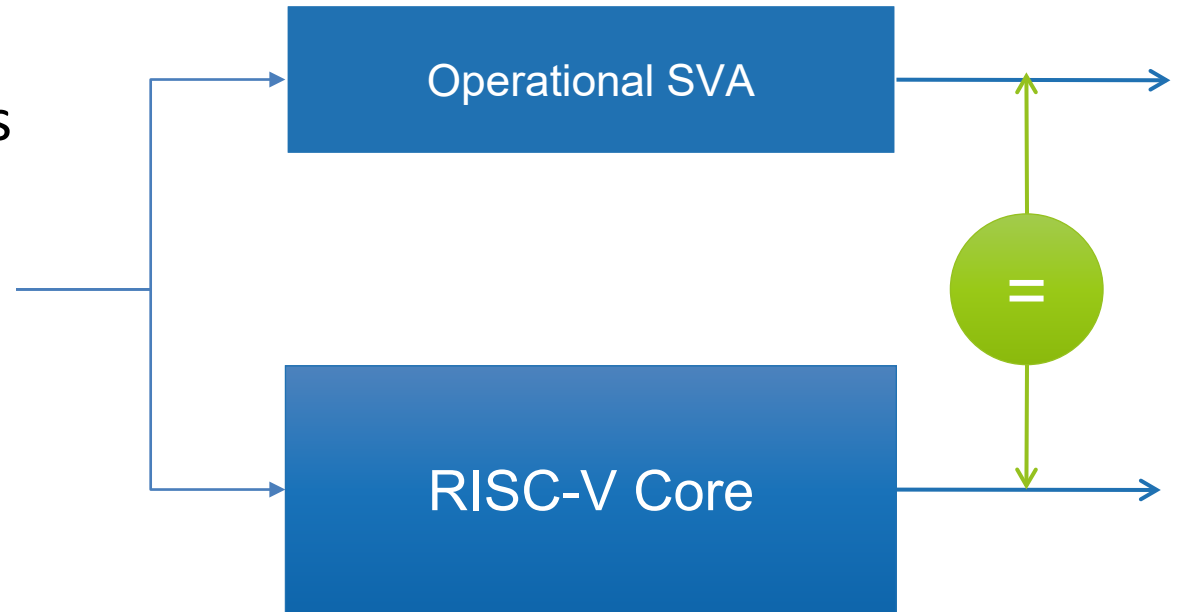 Operational SVA
s
=
RISC-V Core